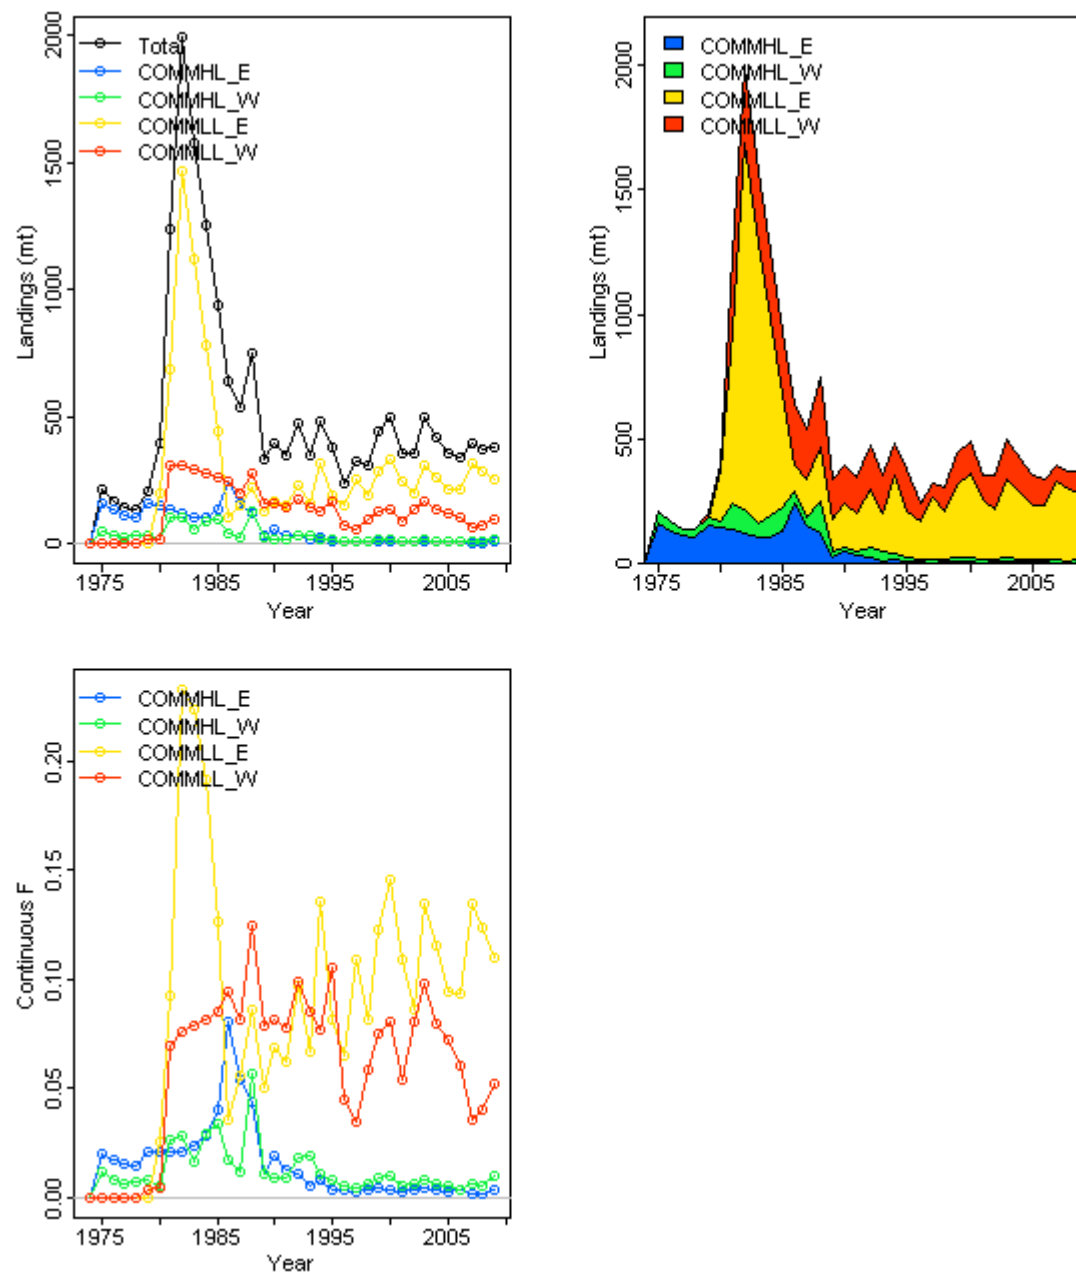 Landings (mt)
2000
1500
1000
500
0
Total
COMMHL_E
COMMHL_W
COMMLL_E
COMMLL_W
1975
1985
1995
2005
Year
Landings (mt)
2000
1500
1000
500
0
COMMHL_E
COMMHL_W
COMMLL_E
COMMLL_W
1975
1985
1995
2005
Year
Continuous F
0.20
0.15
0.10
0.05
0.00
COMMHL_E
COMMHL_W
COMMLL_E
COMMLL_W
1975
1985
1995
2005
Year